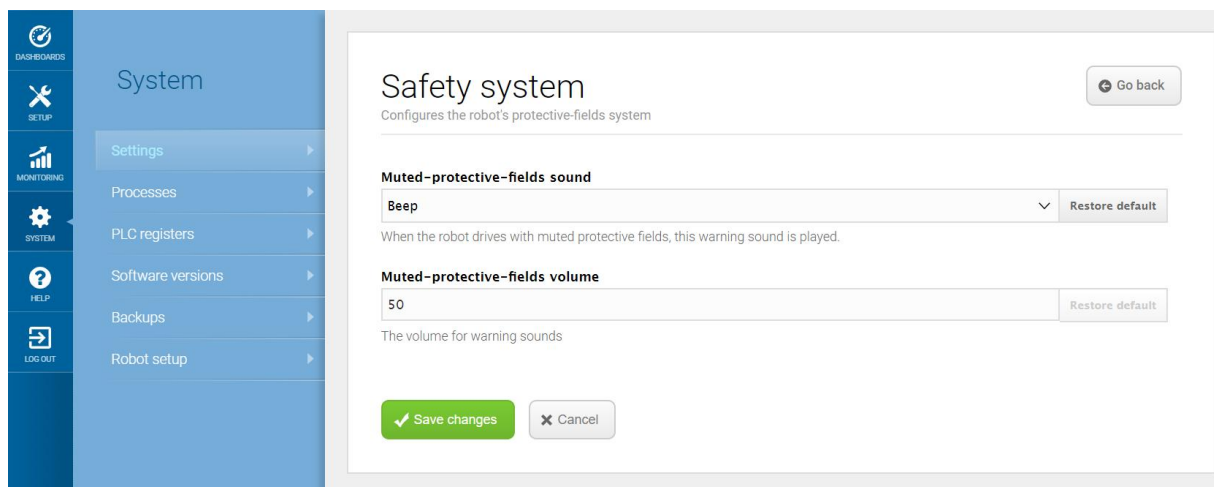 DASHBOARDS
SETUP
MONITORING
SYSTEM
HELP
LOG OUT
System
Settings
Processes
PLC registers
Software versions
Backups
Robot setup
Safety system
Go back
Configures the robot's protective-fields system
Muted-protective-fields sound
Beep
Restore default
When the robot drives with muted protective fields, this warning sound is played.
Muted-protective-fields volume
50
Restore default
The volume for warning sounds
Save changes
Cancel